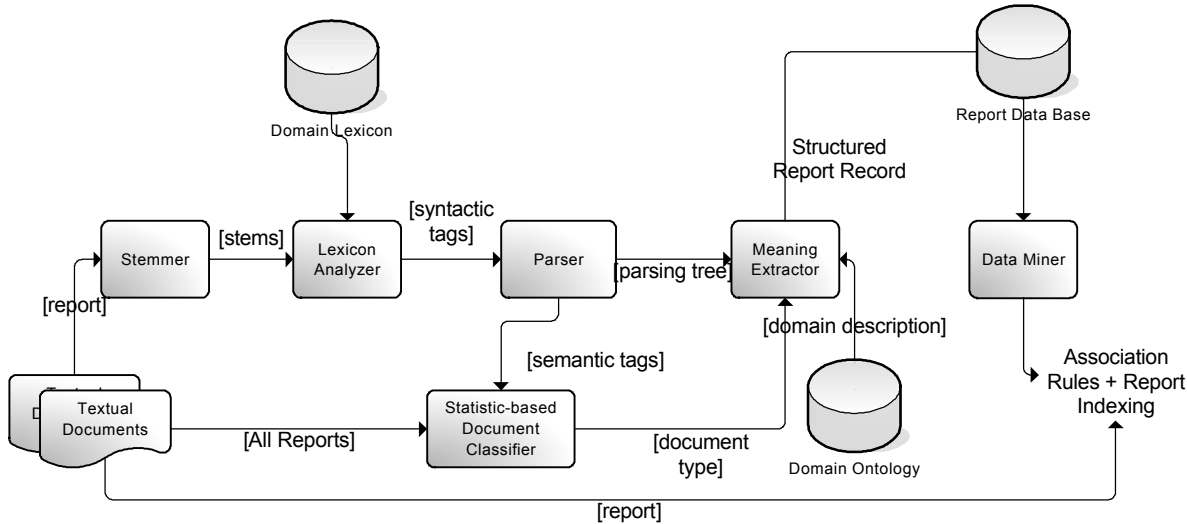 Domain Lexicon
Report Data Base
Structured
Report Record
[syntactic
tags]
[stems]
Stemmer
Lexicon
Analyzer
Parser
[parsing tree]
Meaning
Extractor
Data Miner
[report]
[domain description]
[semantic tags]
Association
Rules + Report
Indexing
Textual
Documents
[All Reports]
Statistic-based
Document
Classifier
[document
type]
Domain Ontology
[report]